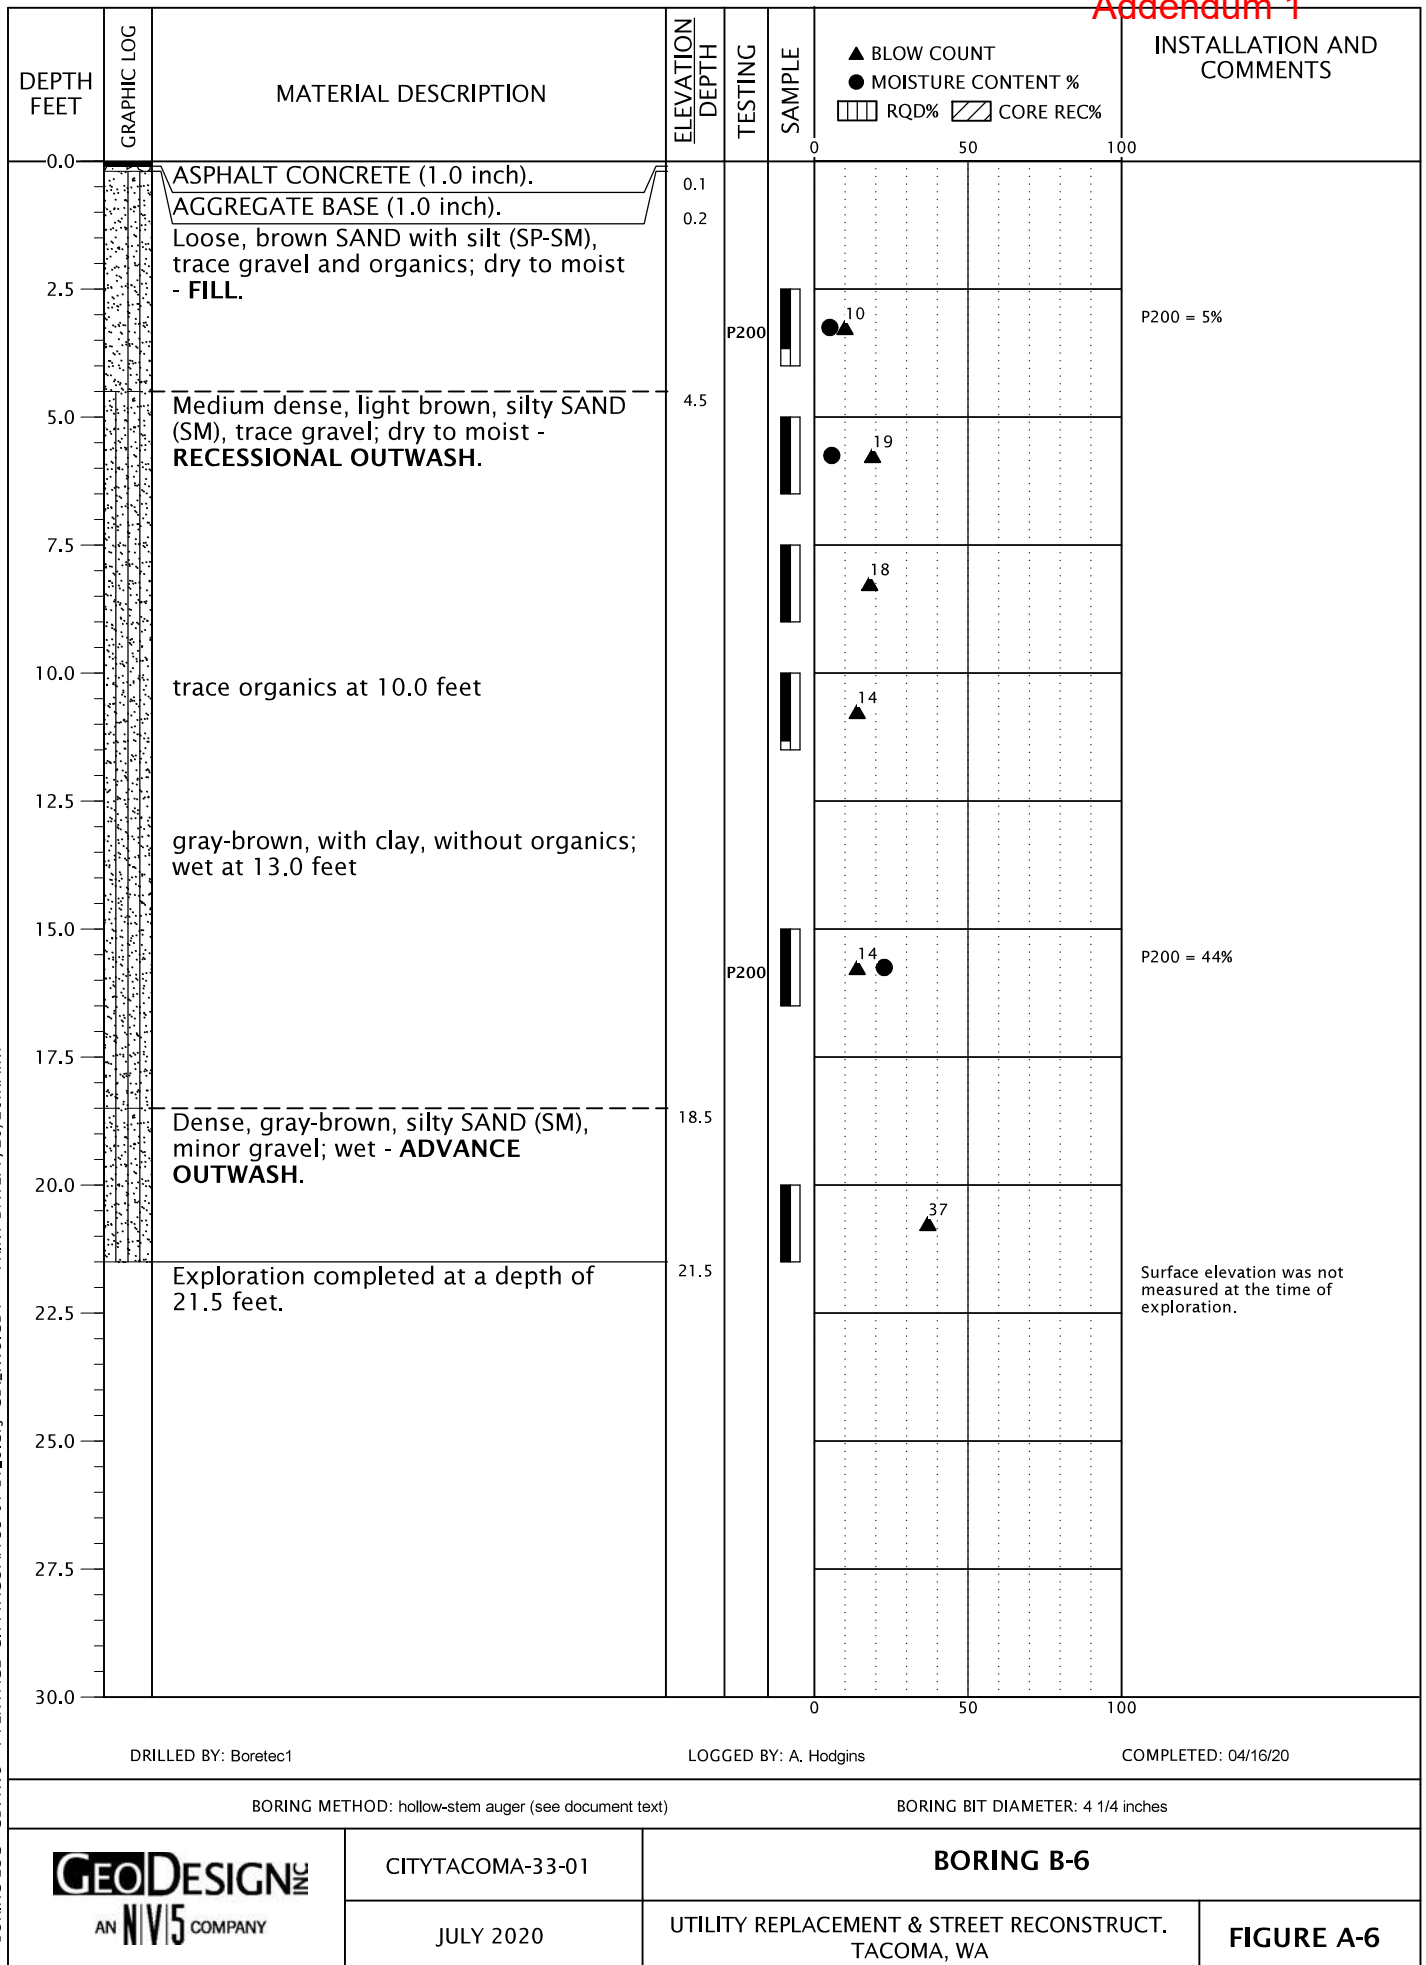 Addendum 1
DEPTH
FEET
GRAPHIC LOG
MATERIAL DESCRIPTION
ELEVATION
DEPTH
TESTING
SAMPLE
▲ BLOW COUNT
● MOISTURE CONTENT %
RQD% CORE REC%
INSTALLATION AND
COMMENTS
0 50 100
0.0
ASPHALT CONCRETE (1.0 inch).
0.1
AGGREGATE BASE (1.0 inch).
0.2
Loose, brown SAND with silt (SP-SM),
trace gravel and organics; dry to moist
- FILL.
2.5
P200
10
P200 = 5%
4.5
Medium dense, light brown, silty SAND
(SM), trace gravel; dry to moist -
RECESSIONAL OUTWASH.
5.0
19
7.5
18
10.0
trace organics at 10.0 feet
14
12.5
gray-brown, with clay, without organics;
wet at 13.0 feet
15.0
P200
14
P200 = 44%
17.5
18.5
Dense, gray-brown, silty SAND (SM),
minor gravel; wet - ADVANCE
OUTWASH.
20.0
37
21.5
Exploration completed at a depth of
21.5 feet.
Surface elevation was not
measured at the time of
exploration.
22.5
25.0
27.5
30.0
0 50 100
DRILLED BY: Boretec1
LOGGED BY: A. Hodgins
COMPLETED: 04/16/20
BORING METHOD: hollow-stem auger (see document text)
BORING BIT DIAMETER: 4 1/4 inches
GEODESIGN INC
AN N|V|5 COMPANY
CITYTACOMA-33-01
JULY 2020
BORING B-6
UTILITY REPLACEMENT & STREET RECONSTRUCT.
TACOMA, WA
FIGURE A-6